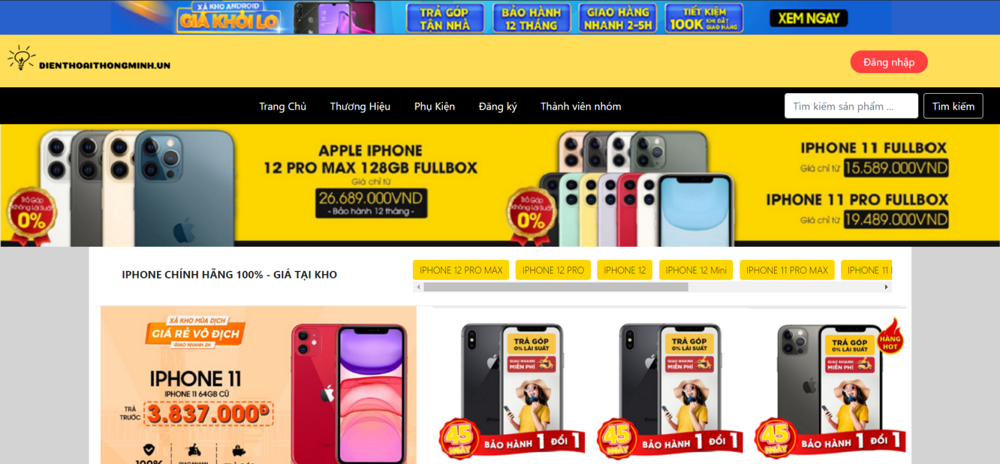 XẢ KHO ANDROID
GIÁ KHỎI LO
TRẢ GÓP
TẬN NHÀ
BẢO HÀNH
12 THÁNG
GIAO HÀNG
NHANH 2-5H
TIẾT KIỆM
100K KHI ĐẶT
GIAO HÀNG
XEM NGAY
DIENTHOAITHONGMINH.UN
Đăng nhập
Trang Chủ
Thương Hiệu
Phụ Kiện
Đăng ký
Thành viên nhóm
Tìm kiếm sản phẩm ...
Tìm kiếm
Trả Góp
Không Lãi Suất
0%
APPLE IPHONE
12 PRO MAX 128GB FULLBOX
Giá chỉ từ
26.689.000VND
- Bảo hành 12 tháng -
Trả Góp
Không Lãi Suất
0%
IPHONE 11 FULLBOX
Giá chỉ từ 15.589.000VND
IPHONE 11 PRO FULLBOX
Giá chỉ từ 19.489.000VND
IPHONE CHÍNH HÃNG 100% - GIÁ TẠI KHO
IPHONE 12 PRO MAX
IPHONE 12 PRO
IPHONE 12
IPHONE 12 Mini
IPHONE 11 PRO MAX
IPHONE 11
XẢ KHO MÙA DỊCH
GIÁ RẺ VÔ ĐỊCH
GIAO NHANH 2H
IPHONE 11
IPHONE 11 64GB CŨ
TRẢ
TRƯỚC
3.837.000Đ
100%
GIAO NHANH
TRẢ GÓP
0% LÃI SUẤT
GIAO NHANH
MIỄN PHÍ
45
NGÀY
BẢO HÀNH 1 ĐỔI 1
TRẢ GÓP
0% LÃI SUẤT
GIAO NHANH
MIỄN PHÍ
45
NGÀY
BẢO HÀNH 1 ĐỔI 1
HÀNG
HOT
TRẢ GÓP
0% LÃI SUẤT
GIAO NHANH
MIỄN PHÍ
45
NGÀY
BẢO HÀNH 1 ĐỔI 1